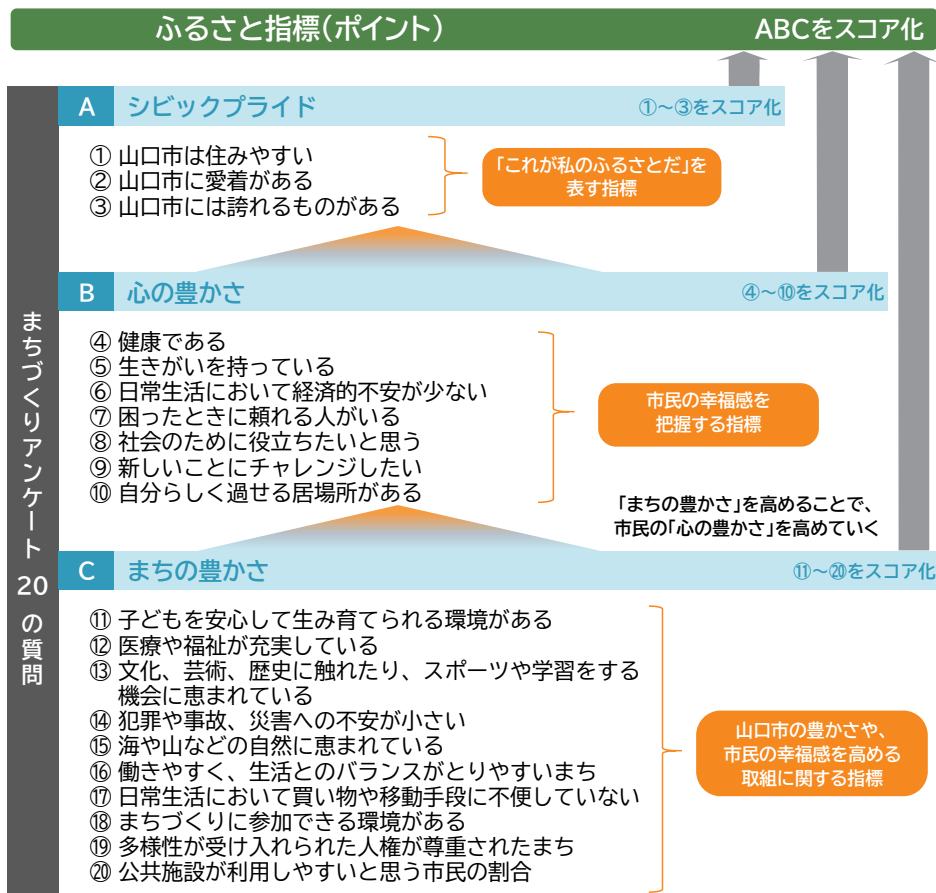 ふるさと指標(ポイント)
ABCをスコア化
まちづくりアンケート 20 の質問
A シビックプライド
①～③をスコア化
① 山口市は住みやすい
② 山口市に愛着がある
③ 山口市には誇れるものがある
「これが私のふるさとだ」を
表す指標
B 心の豊かさ
④～⑩をスコア化
④ 健康である
⑤ 生きがいを持っている
⑥ 日常生活において経済的不安が少ない
⑦ 困ったときに頼れる人がいる
⑧ 社会のために役立ちたいと思う
⑨ 新しいことにチャレンジしたい
⑩ 自分らしく過せる居場所がある
市民の幸福感を
把握する指標
「まちの豊かさ」を高めることで、
市民の「心の豊かさ」を高めていく
C まちの豊かさ
⑪～⑳をスコア化
⑪ 子どもを安心して生み育てられる環境がある
⑫ 医療や福祉が充実している
⑬ 文化、芸術、歴史に触れたり、スポーツや学習をする
機会に恵まれている
⑭ 犯罪や事故、災害への不安が小さい
⑮ 海や山などの自然に恵まれている
⑯ 働きやすく、生活とのバランスがとりやすいまち
⑰ 日常生活において買い物や移動手段に不便していない
⑱ まちづくりに参加できる環境がある
⑲ 多様性が受け入れられた人権が尊重されたまち
⑳ 公共施設が利用しやすいと思う市民の割合
山口市の豊かさや、
市民の幸福感を高める
取組に関する指標